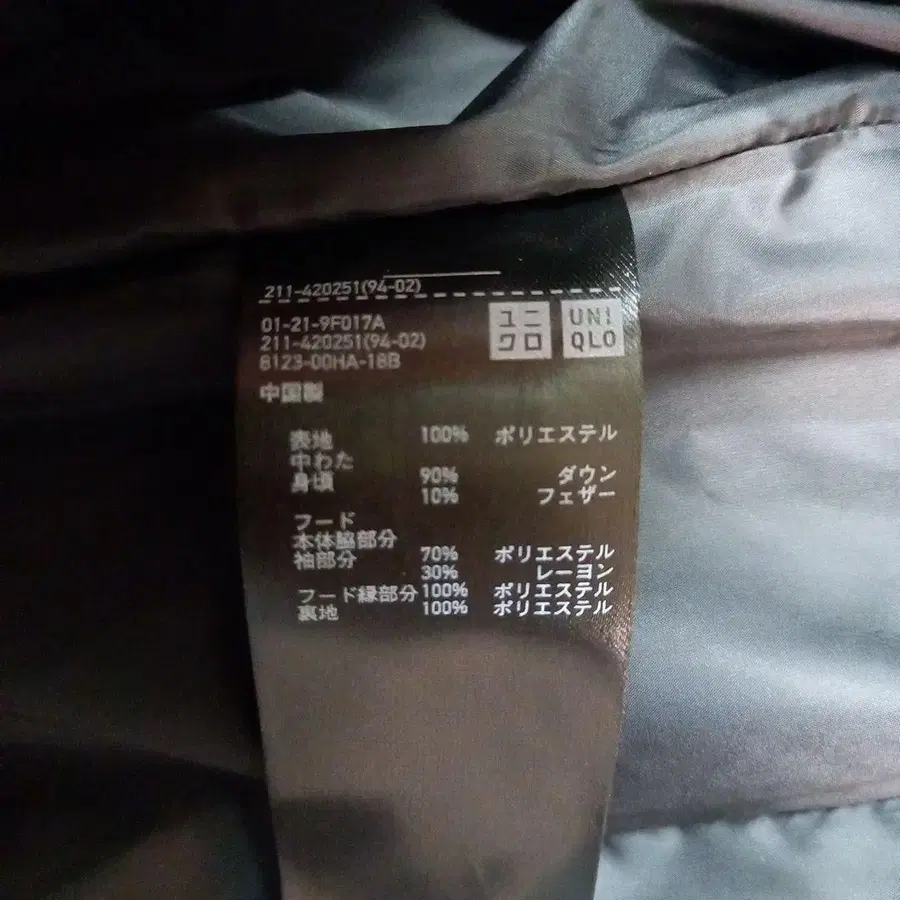 211-420251(94-02)
01-21-9F017A
211-420251(94-02)
8123-00HA-18B
ユニ
クロ
UNI
QLO
中国製
表地 100% ポリエステル
中わた
身頃 90% ダウン
10% フェザー
フード
本体脇部分
袖部分 70% ポリエステル
30% レーヨン
フード縁部分 100% ポリエステル
裏地 100% ポリエステル